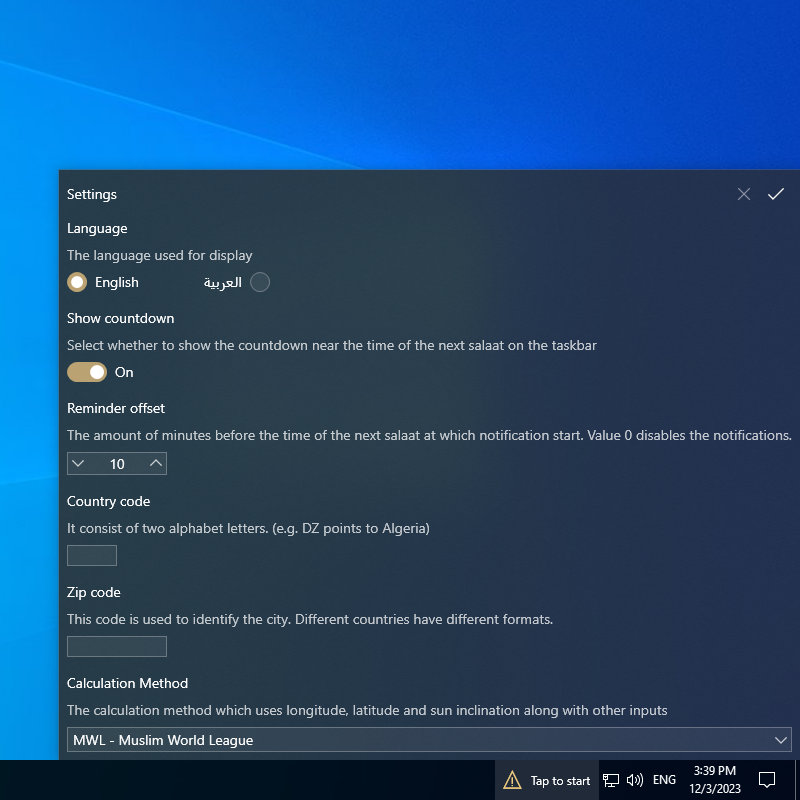 Settings
Language
The language used for display
English العربية
Show countdown
Select whether to show the countdown near the time of the next salaat on the taskbar
On
Reminder offset
The amount of minutes before the time of the next salaat at which notification start. Value 0 disables the notifications.
10
Country code
It consist of two alphabet letters. (e.g. DZ points to Algeria)
Zip code
This code is used to identify the city. Different countries have different formats.
Calculation Method
The calculation method which uses longitude, latitude and sun inclination along with other inputs
MWL - Muslim World League
Tap to start ENG 3:39 PM
12/3/2023